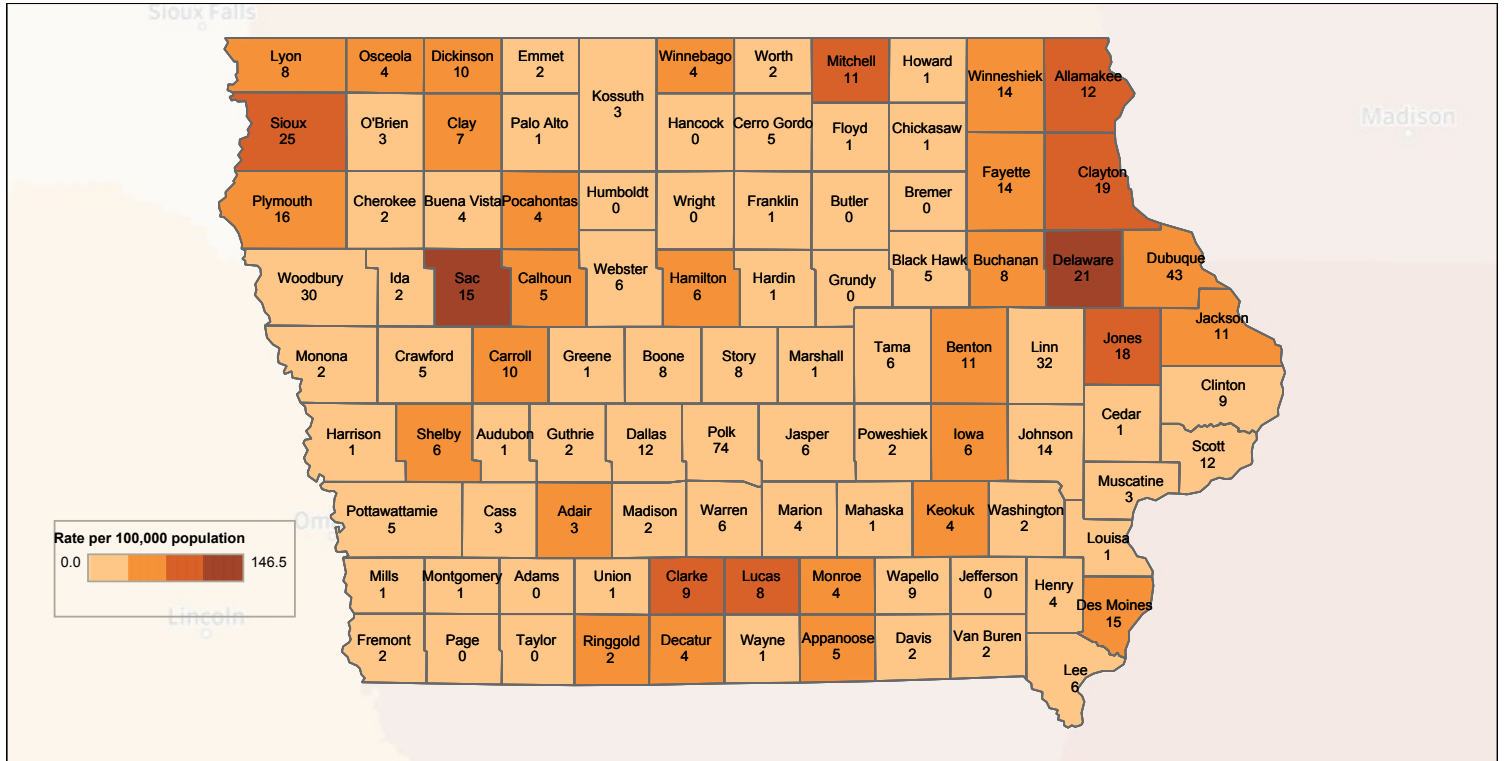 Sioux Falls
Lyon
8
Osceola
4
Dickinson
10
Emmet
2
Kossuth
3
Winnebago
4
Worth
2
Mitchell
11
Howard
1
Winneshiek
14
Allamakee
12
Madison
Sioux
25
O'Brien
3
Clay
7
Palo Alto
1
Hancock
0
Cerro Gordo
5
Floyd
1
Chickasaw
1
Fayette
14
Clayton
19
Plymouth
16
Cherokee
2
Buena Vista
4
Pocahontas
4
Humboldt
0
Wright
0
Franklin
1
Butler
0
Bremer
0
Woodbury
30
Ida
2
Sac
15
Calhoun
5
Webster
6
Hamilton
6
Hardin
1
Grundy
0
Black Hawk
5
Buchanan
8
Delaware
21
Dubuque
43
Monona
2
Crawford
5
Carroll
10
Greene
1
Boone
8
Story
8
Marshall
1
Tama
6
Benton
11
Linn
32
Jones
18
Jackson
11
Clinton
9
Harrison
1
Shelby
6
Audubon
1
Guthrie
2
Dallas
12
Polk
74
Jasper
6
Poweshiek
2
Iowa
6
Johnson
14
Cedar
1
Scott
12
Muscatine
3
Om
Pottawattamie
5
Cass
3
Adair
3
Madison
2
Warren
6
Marion
4
Mahaska
1
Keokuk
4
Washington
2
Louisa
1
Rate per 100,000 population
0.0
146.5
Lincoln
Mills
1
Montgomery
1
Adams
0
Union
1
Clarke
9
Lucas
8
Monroe
4
Wapello
9
Jefferson
0
Henry
4
Des Moines
15
Fremont
2
Page
0
Taylor
0
Ringgold
2
Decatur
4
Wayne
1
Appanoose
5
Davis
2
Van Buren
2
Lee
6